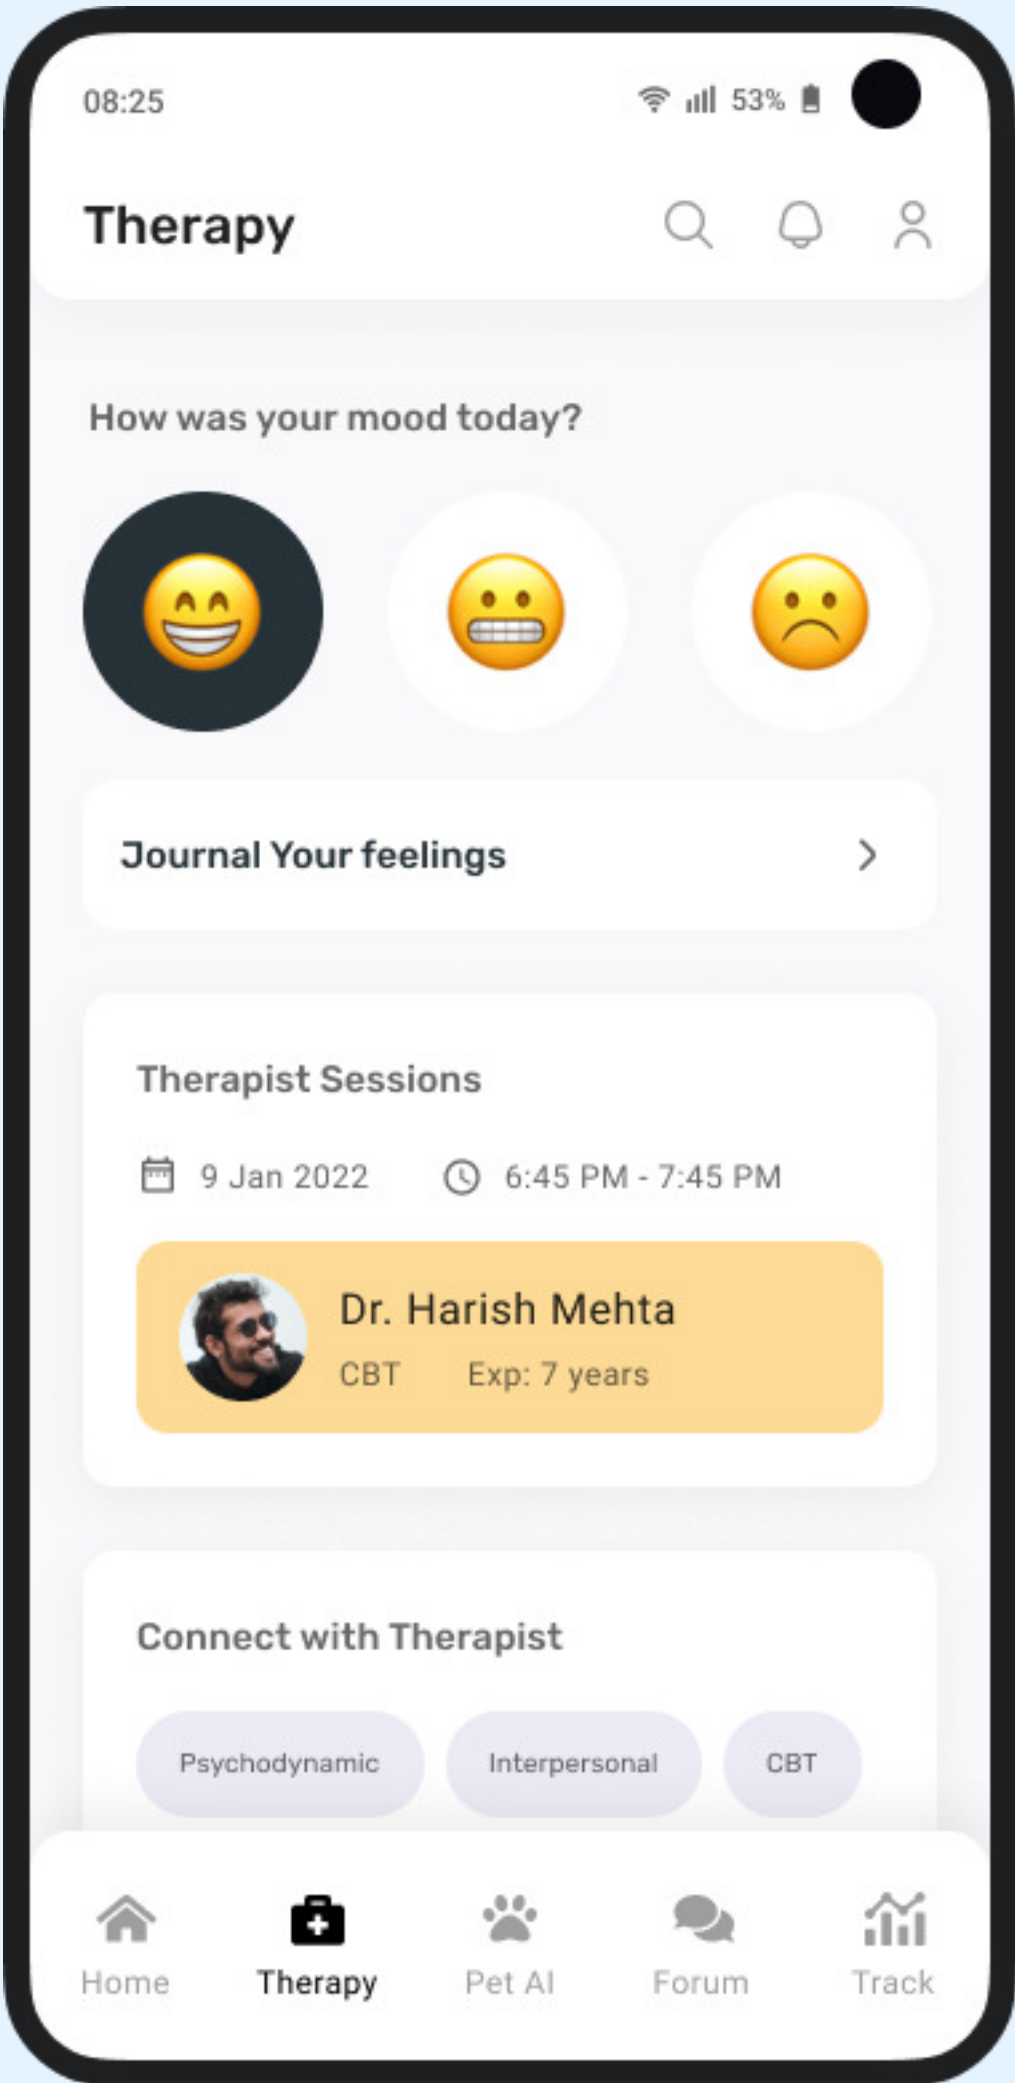 08:25 53%
Therapy
How was your mood today?
Journal Your feelings
Therapist Sessions
9 Jan 2022 6:45 PM - 7:45 PM
Dr. Harish Mehta
CBT Exp: 7 years
Connect with Therapist
Psychodynamic Interpersonal CBT
Home Therapy Pet AI Forum Track